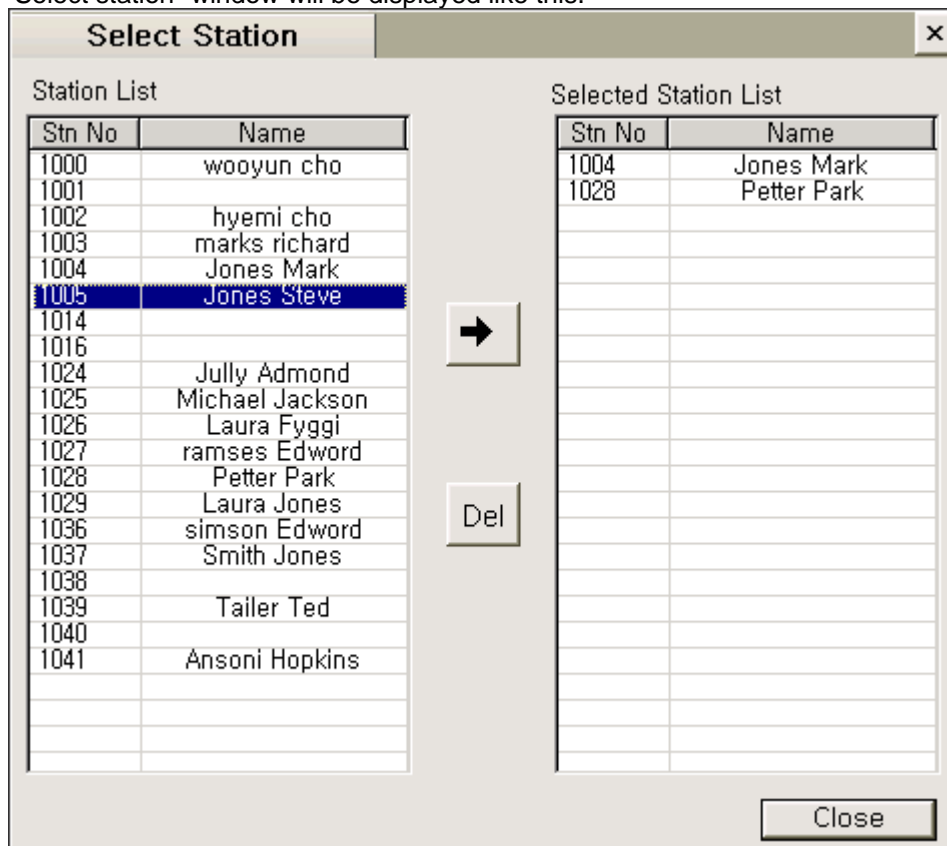 "Select station" window will be displayed like this.
Select Station
×
Station List
Stn No Name
1000 wooyun cho
1001
1002 hyemi cho
1003 marks richard
1004 Jones Mark
1005 Jones Steve
1014
1016
1024 Jully Admond
1025 Michael Jackson
1026 Laura Fyggi
1027 ramses Edword
1028 Petter Park
1029 Laura Jones
1036 simson Edword
1037 Smith Jones
1038
1039 Tailer Ted
1040
1041 Ansoni Hopkins
Del
Selected Station List
Stn No Name
1004 Jones Mark
1028 Petter Park
Close